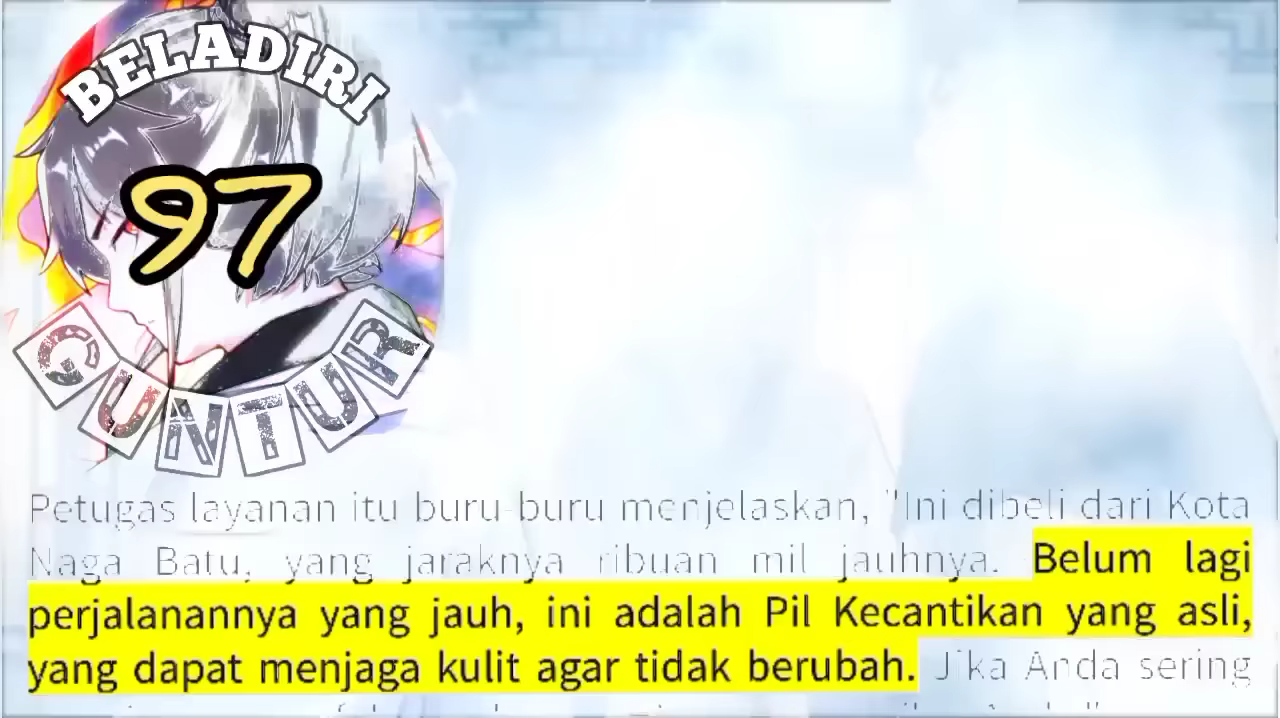 BELADIRI
97
GUNTUR
Petugas layanan itu buru-buru menjelaskan, "Ini dibeli dari Kota
Naga Batu, yang jaraknya ribuan mil jauhnya. Belum lagi
perjalanannya yang jauh, ini adalah Pil Kecantikan yang asli,
yang dapat menjaga kulit agar tidak berubah. Jika Anda sering